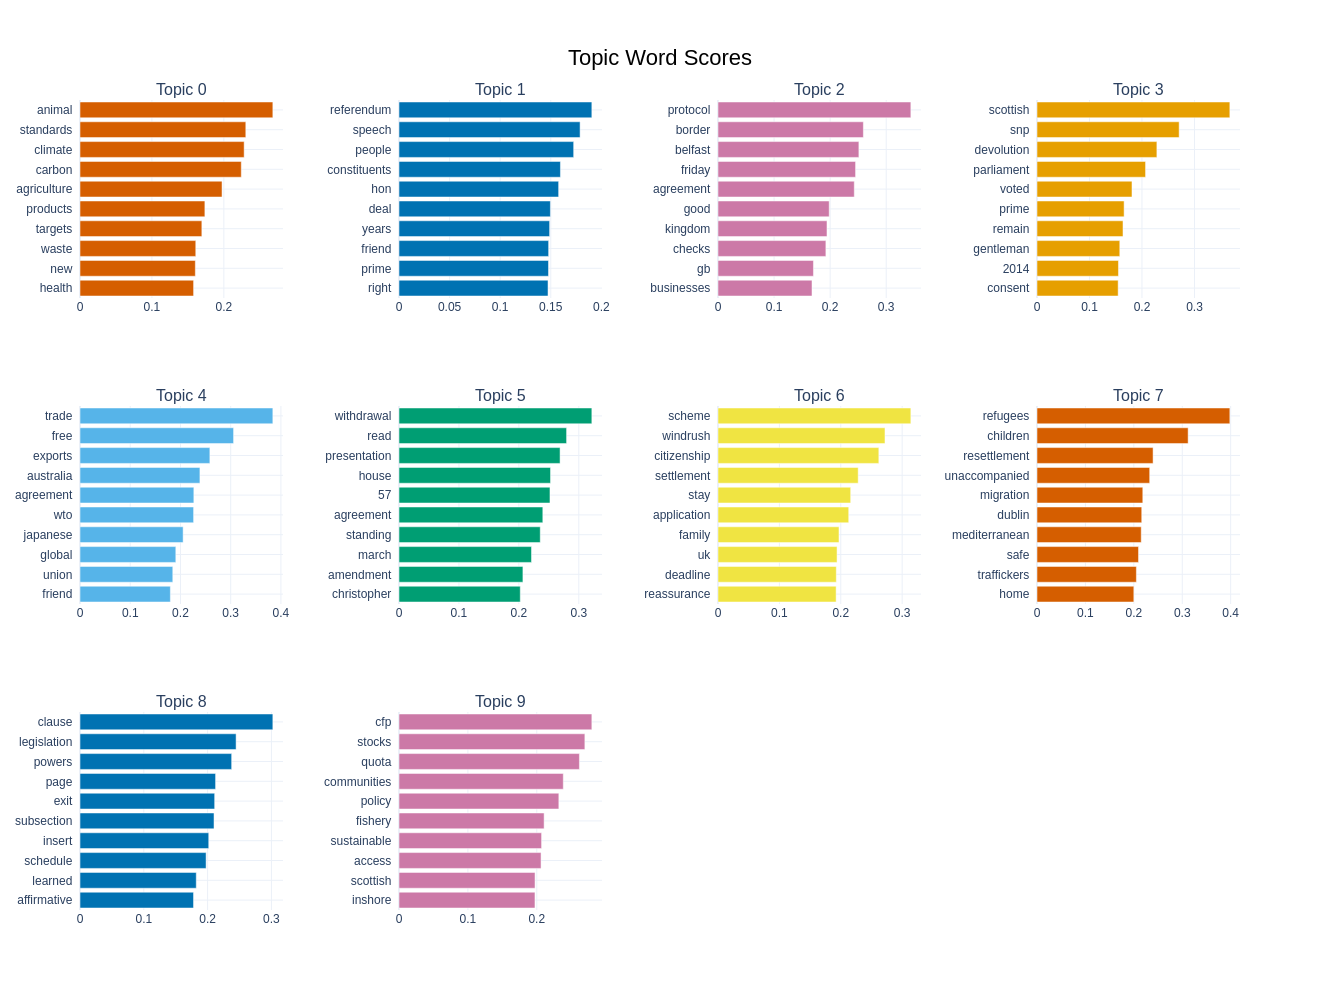 Topic Word Scores
Topic 0
animal
standards
climate
carbon
agriculture
products
targets
waste
new
health
0 0.1 0.2
Topic 1
referendum
speech
people
constituents
hon
deal
years
friend
prime
right
0 0.05 0.1 0.15 0.2
Topic 2
protocol
border
belfast
friday
agreement
good
kingdom
checks
gb
businesses
0 0.1 0.2 0.3
Topic 3
scottish
snp
devolution
parliament
voted
prime
remain
gentleman
2014
consent
0 0.1 0.2 0.3
Topic 4
trade
free
exports
australia
agreement
wto
japanese
global
union
friend
0 0.1 0.2 0.3 0.4
Topic 5
withdrawal
read
presentation
house
57
agreement
standing
march
amendment
christopher
0 0.1 0.2 0.3
Topic 6
scheme
windrush
citizenship
settlement
stay
application
family
uk
deadline
reassurance
0 0.1 0.2 0.3
Topic 7
refugees
children
resettlement
unaccompanied
migration
dublin
mediterranean
safe
traffickers
home
0 0.1 0.2 0.3 0.4
Topic 8
clause
legislation
powers
page
exit
subsection
insert
schedule
learned
affirmative
0 0.1 0.2 0.3
Topic 9
cfp
stocks
quota
communities
policy
fishery
sustainable
access
scottish
inshore
0 0.1 0.2